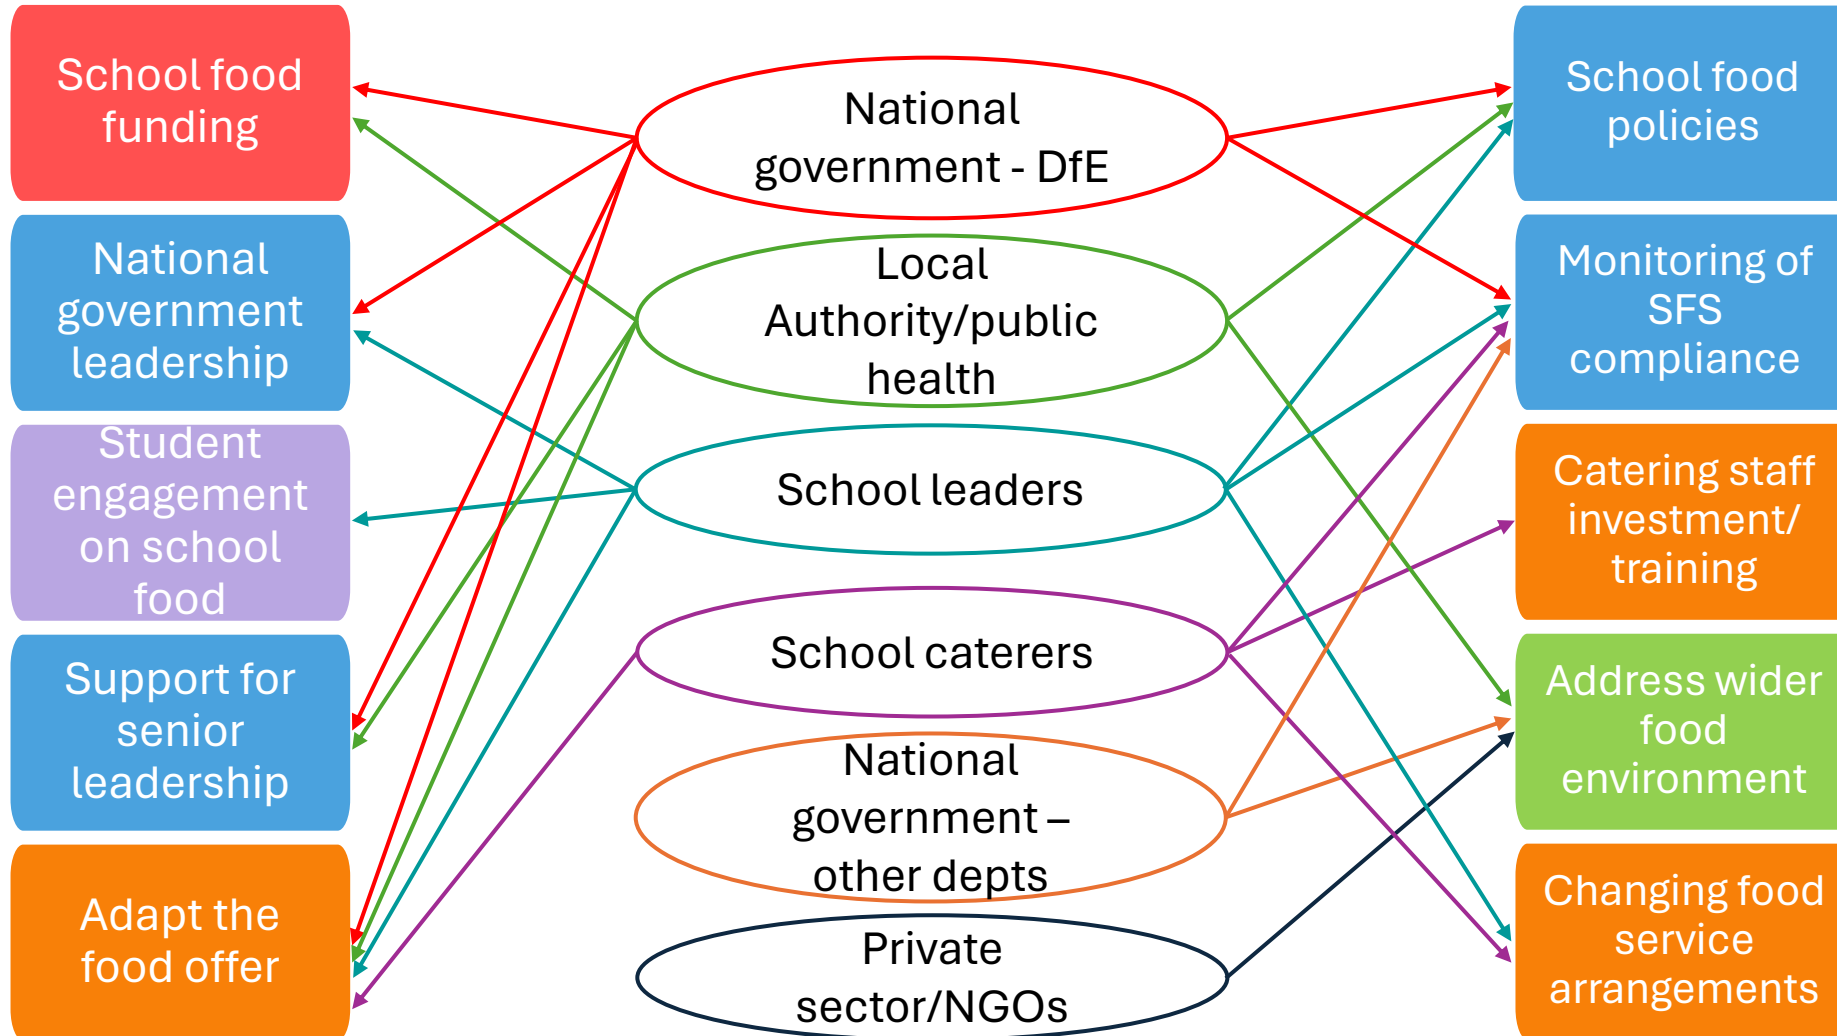 School food
funding
National
government
leadership
Student
engagement
on school
food
Support for
senior
leadership
Adapt the
food offer
National
government - DfE
Local
Authority/public
health
School leaders
School caterers
National
government –
other depts
Private
sector/NGOs
School food
policies
Monitoring of
SFS
compliance
Catering staff
investment/
training
Address wider
food
environment
Changing food
service
arrangements